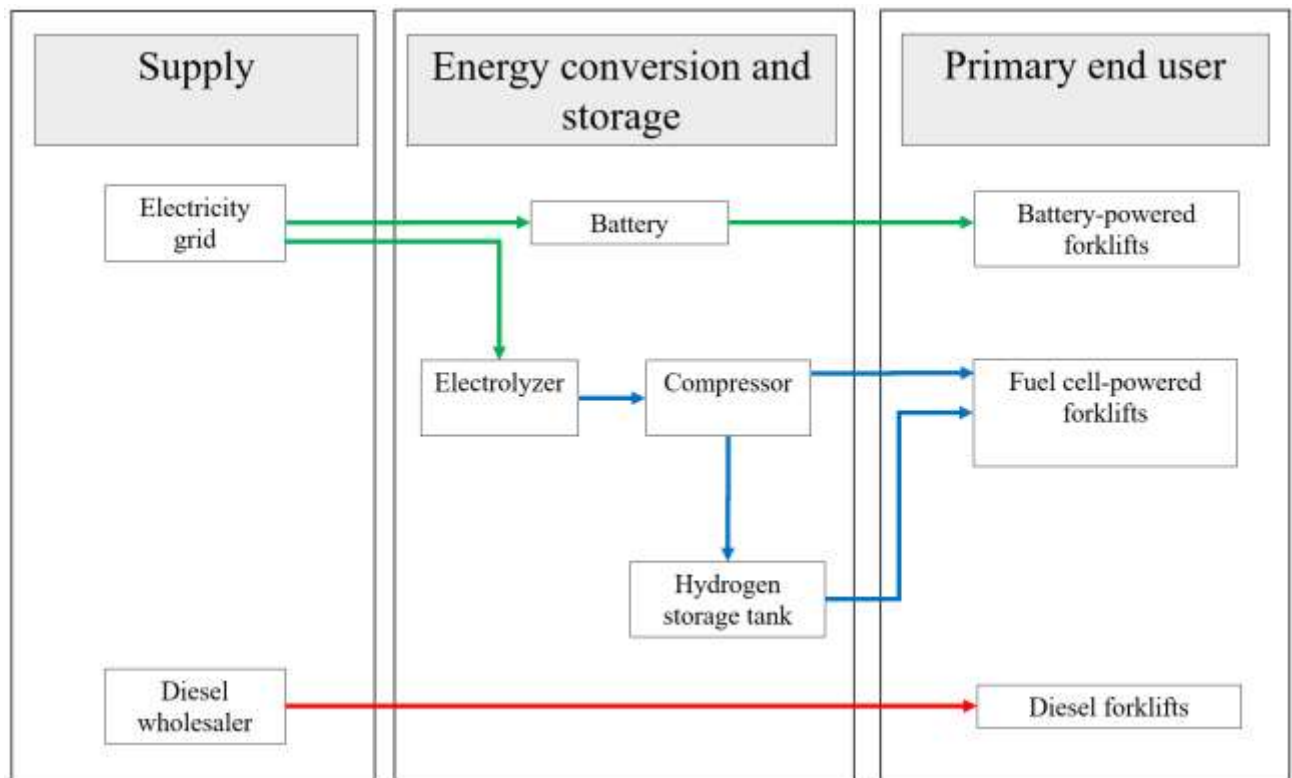 Supply
Energy conversion and
storage
Primary end user
Electricity
grid
Battery
Battery-powered
forklifts
Electrolyzer
Compressor
Fuel cell-powered
forklifts
Hydrogen
storage tank
Diesel
wholesaler
Diesel forklifts